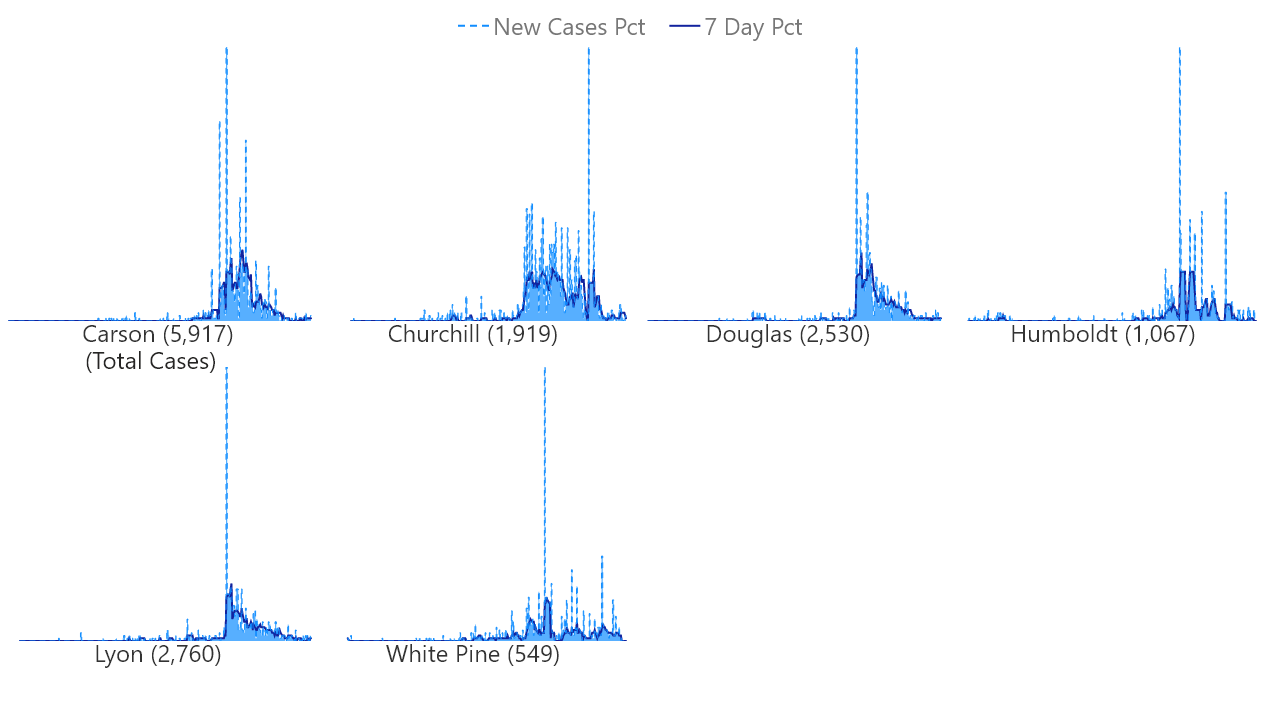 New Cases Pct 7 Day Pct
Carson (5,917) Churchill (1,919) Douglas (2,530) Humboldt (1,067)
(Total Cases)
Lyon (2,760) White Pine (549)